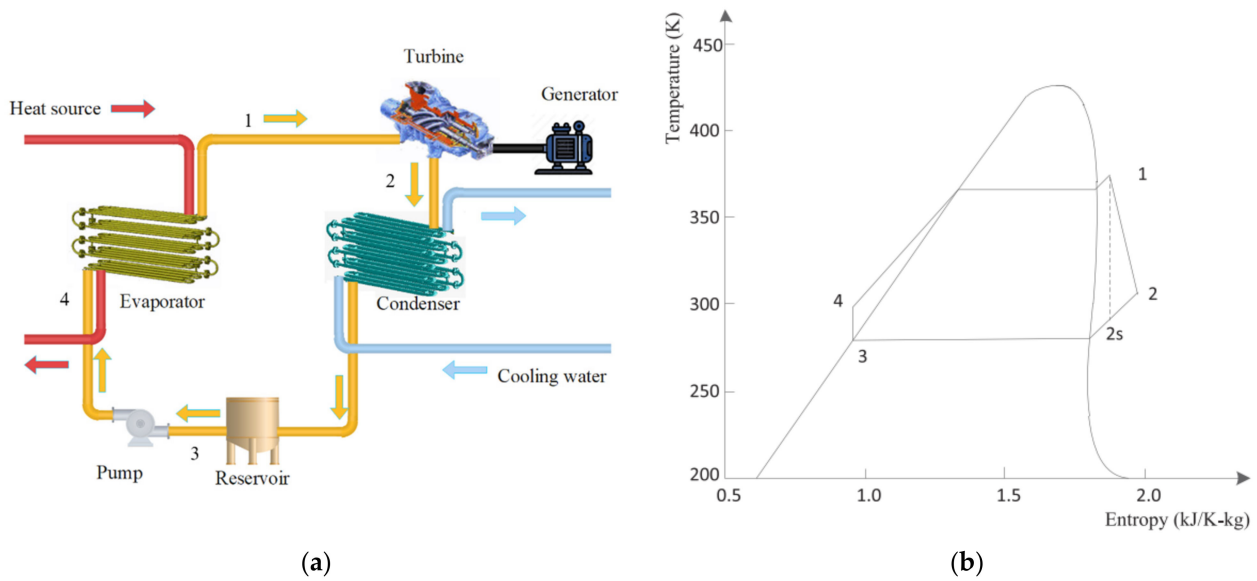 Turbine
Generator
Heat source
1
2
Evaporator
Condenser
4
Cooling water
3
Pump
Reservoir
(a)
Temperature (K)
450
400
350
300
250
200
0.5
1.0
1.5
2.0
Entropy (kJ/K-kg)
1
2
2s
3
4
(b)